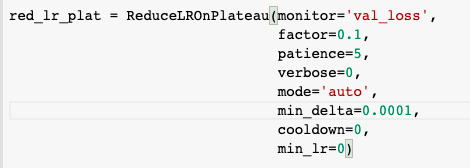 red_lr_plat = ReduceLROnPlateau(monitor='val_loss',
factor=0.1,
patience=5,
verbose=0,
mode='auto',
min_delta=0.0001,
cooldown=0,
min_lr=0)